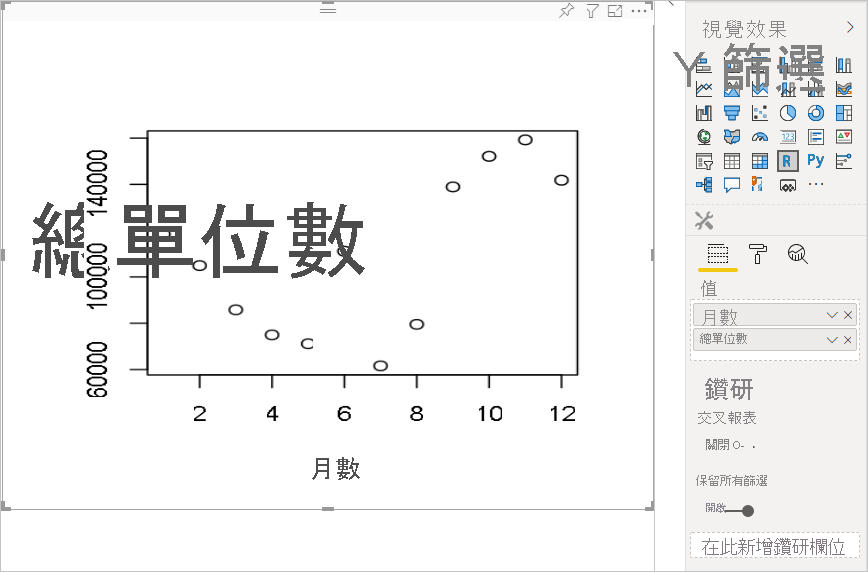 視覺效果
Y 篩選
123
R
Py
140000
總單位數
100000
60000
2 4 6 8 10 12
月數
值
月數
總單位數
鑽研
交叉報表
關閉
保留所有篩選
開啟
在此新增鑽研欄位